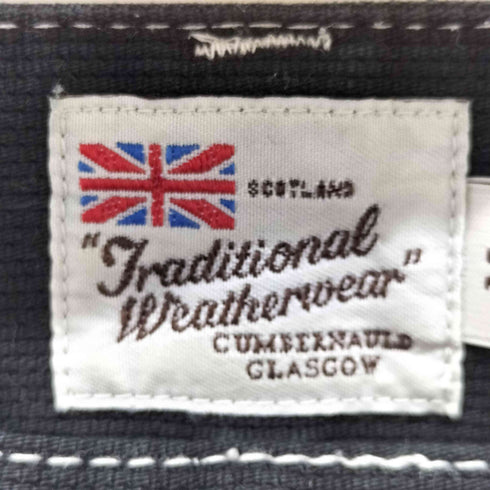 SCOTLAND
"Traditional
Weatherwear"
CUMBERNAULD
GLASGOW